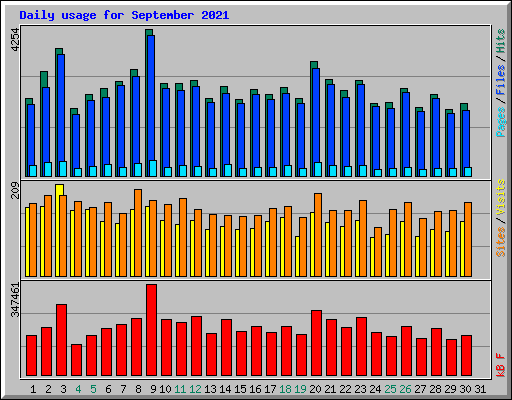 Daily usage for September 2021
4254
Pages / Files / Hits
209
Sites / Visits
347461
kB F
1 2 3 4 5 6 7 8 9 10 11 12 13 14 15 16 17 18 19 20 21 22 23 24 25 26 27 28 29 30 31